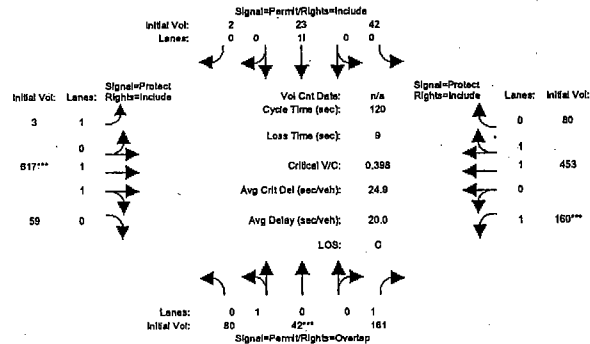 Signal=Permit/Rights=Include
Initial Vol: 2 23 42
Lanes: 0 0 1! 0 0
Signal=Protect
Initial Vol: Lanes: Rights=Include
Vol Cnt Date: n/a
Signal=Protect
Rights=Include Lanes: Initial Vol:
Cycle Time (sec): 120
3 1
0 80
Loss Time (sec): 9
0
1
617*** 1
Critical V/C: 0.398
1 453
1
Avg Crit Del (sec/veh): 24.9
0
59 0
Avg Delay (sec/veh): 20.0
1 160***
LOS: C
Lanes: 0 1 0 0 1
Initial Vol: 80 42*** 161
Signal=Permit/Rights=Overlap